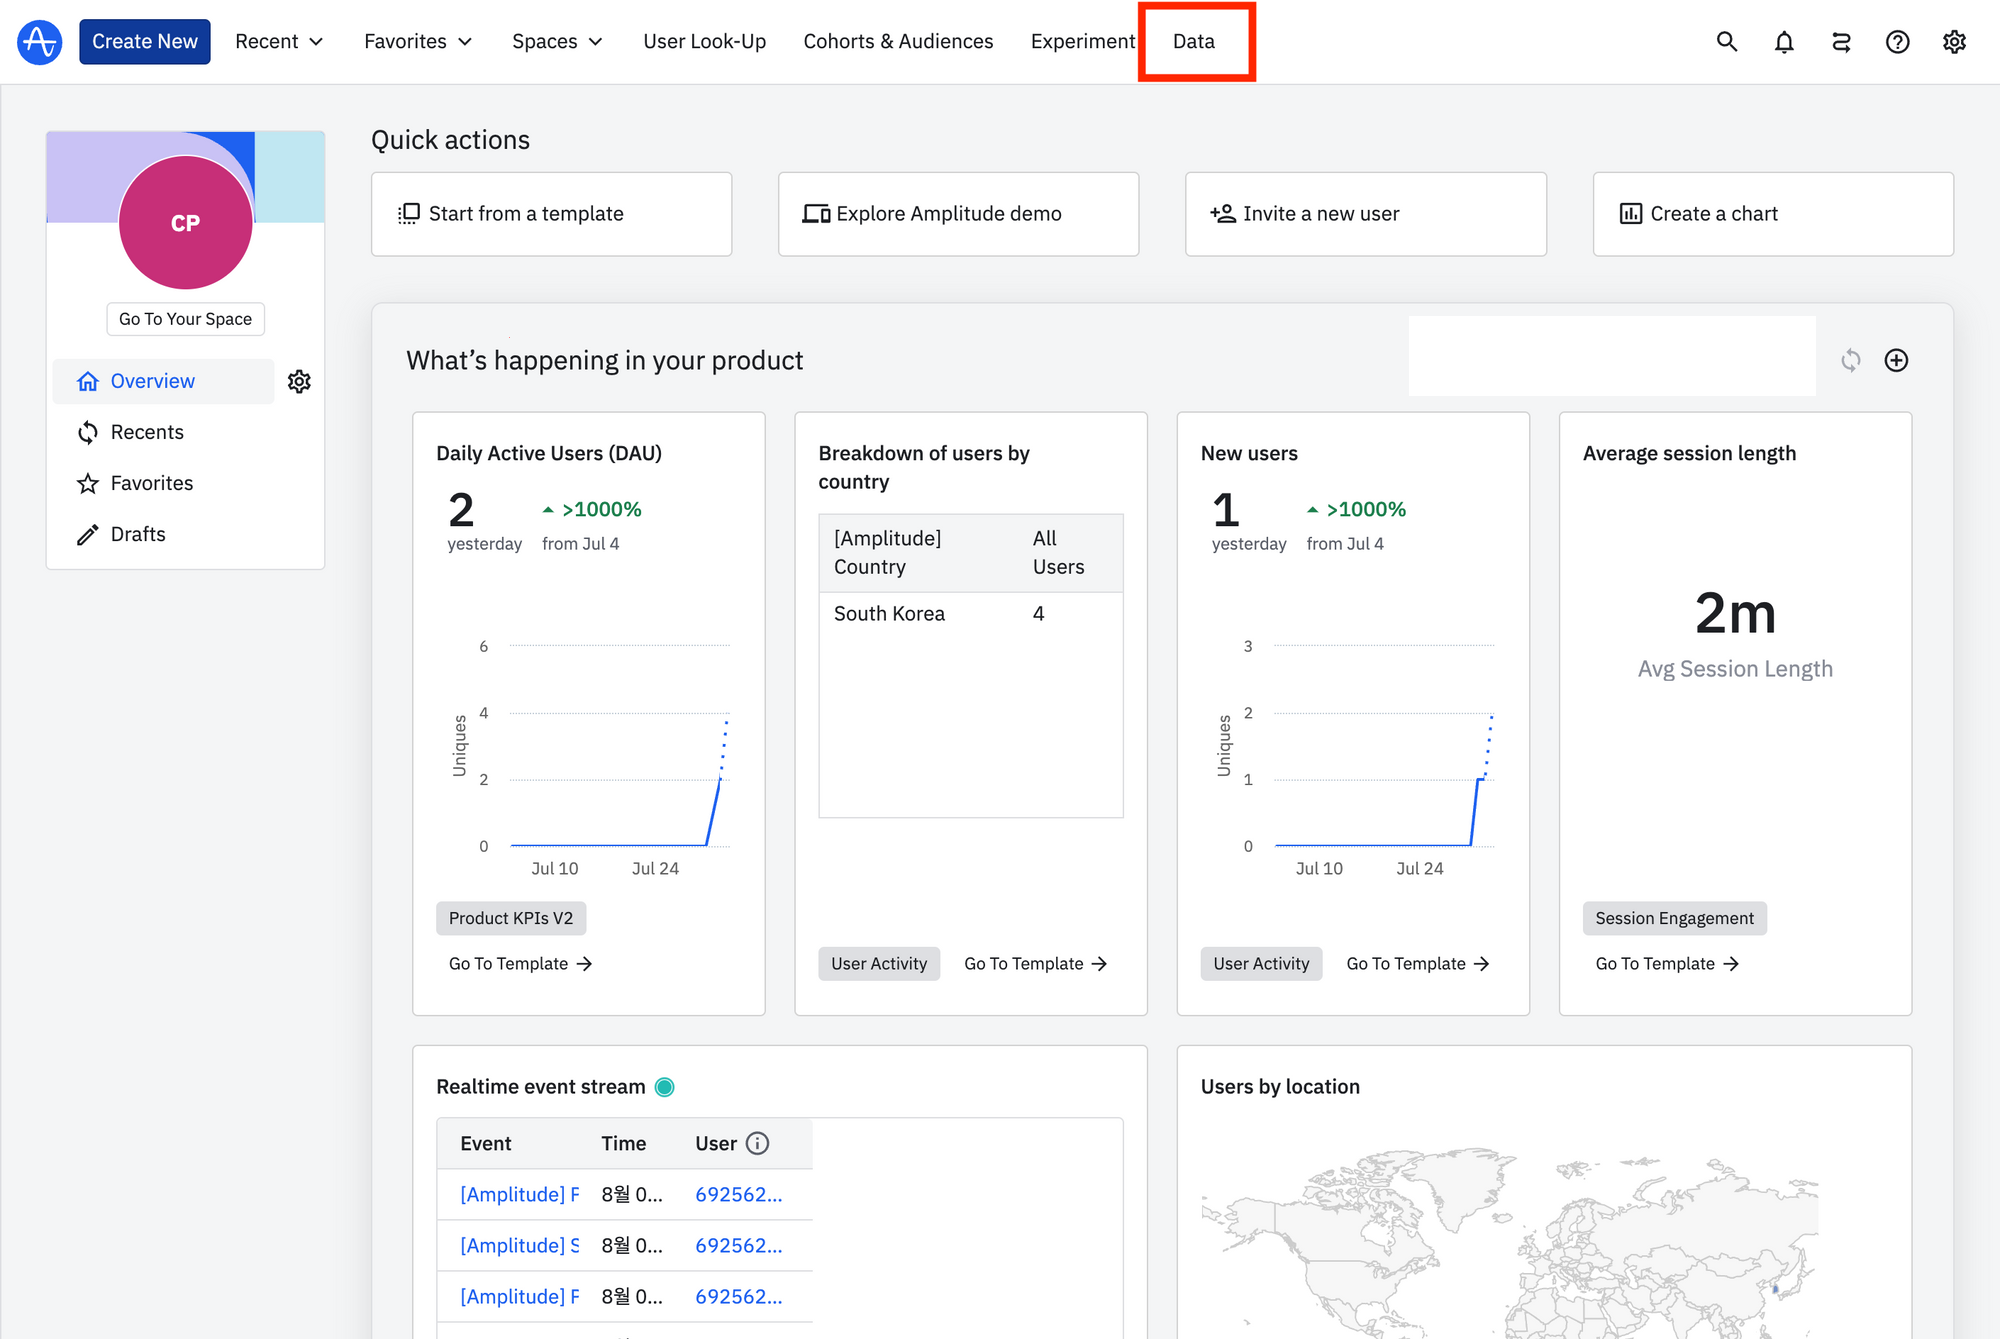 Create New
Recent
Favorites
Spaces
User Look-Up
Cohorts & Audiences
Experiment
Data
Quick actions
Start from a template
Explore Amplitude demo
Invite a new user
Create a chart
CP
Go To Your Space
Overview
Recents
Favorites
Drafts
What's happening in your product
Daily Active Users (DAU)
2
>1000%
yesterday
from Jul 4
6
4
2
0
Uniques
Jul 10
Jul 24
Product KPIs V2
Go To Template →
Breakdown of users by
country
[Amplitude]
Country
All
Users
South Korea
4
User Activity
Go To Template →
New users
1
>1000%
yesterday
from Jul 4
3
2
1
0
Uniques
Jul 10
Jul 24
User Activity
Go To Template →
Average session length
2m
Avg Session Length
Session Engagement
Go To Template →
Realtime event stream
Event Time User
[Amplitude] F 8월 0... 692562...
[Amplitude] S 8월 0... 692562...
[Amplitude] F 8월 0... 692562...
Users by location